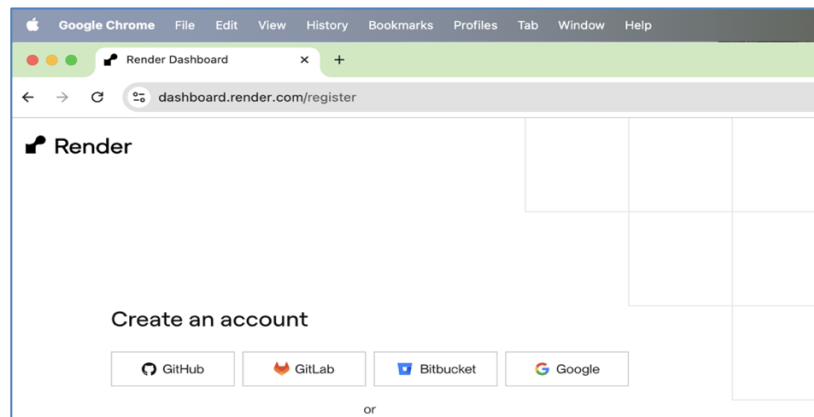 Google Chrome File Edit View History Bookmarks Profiles Tab Window Help
Render Dashboard
dashboard.render.com/register
Render
Create an account
GitHub GitLab Bitbucket Google
or